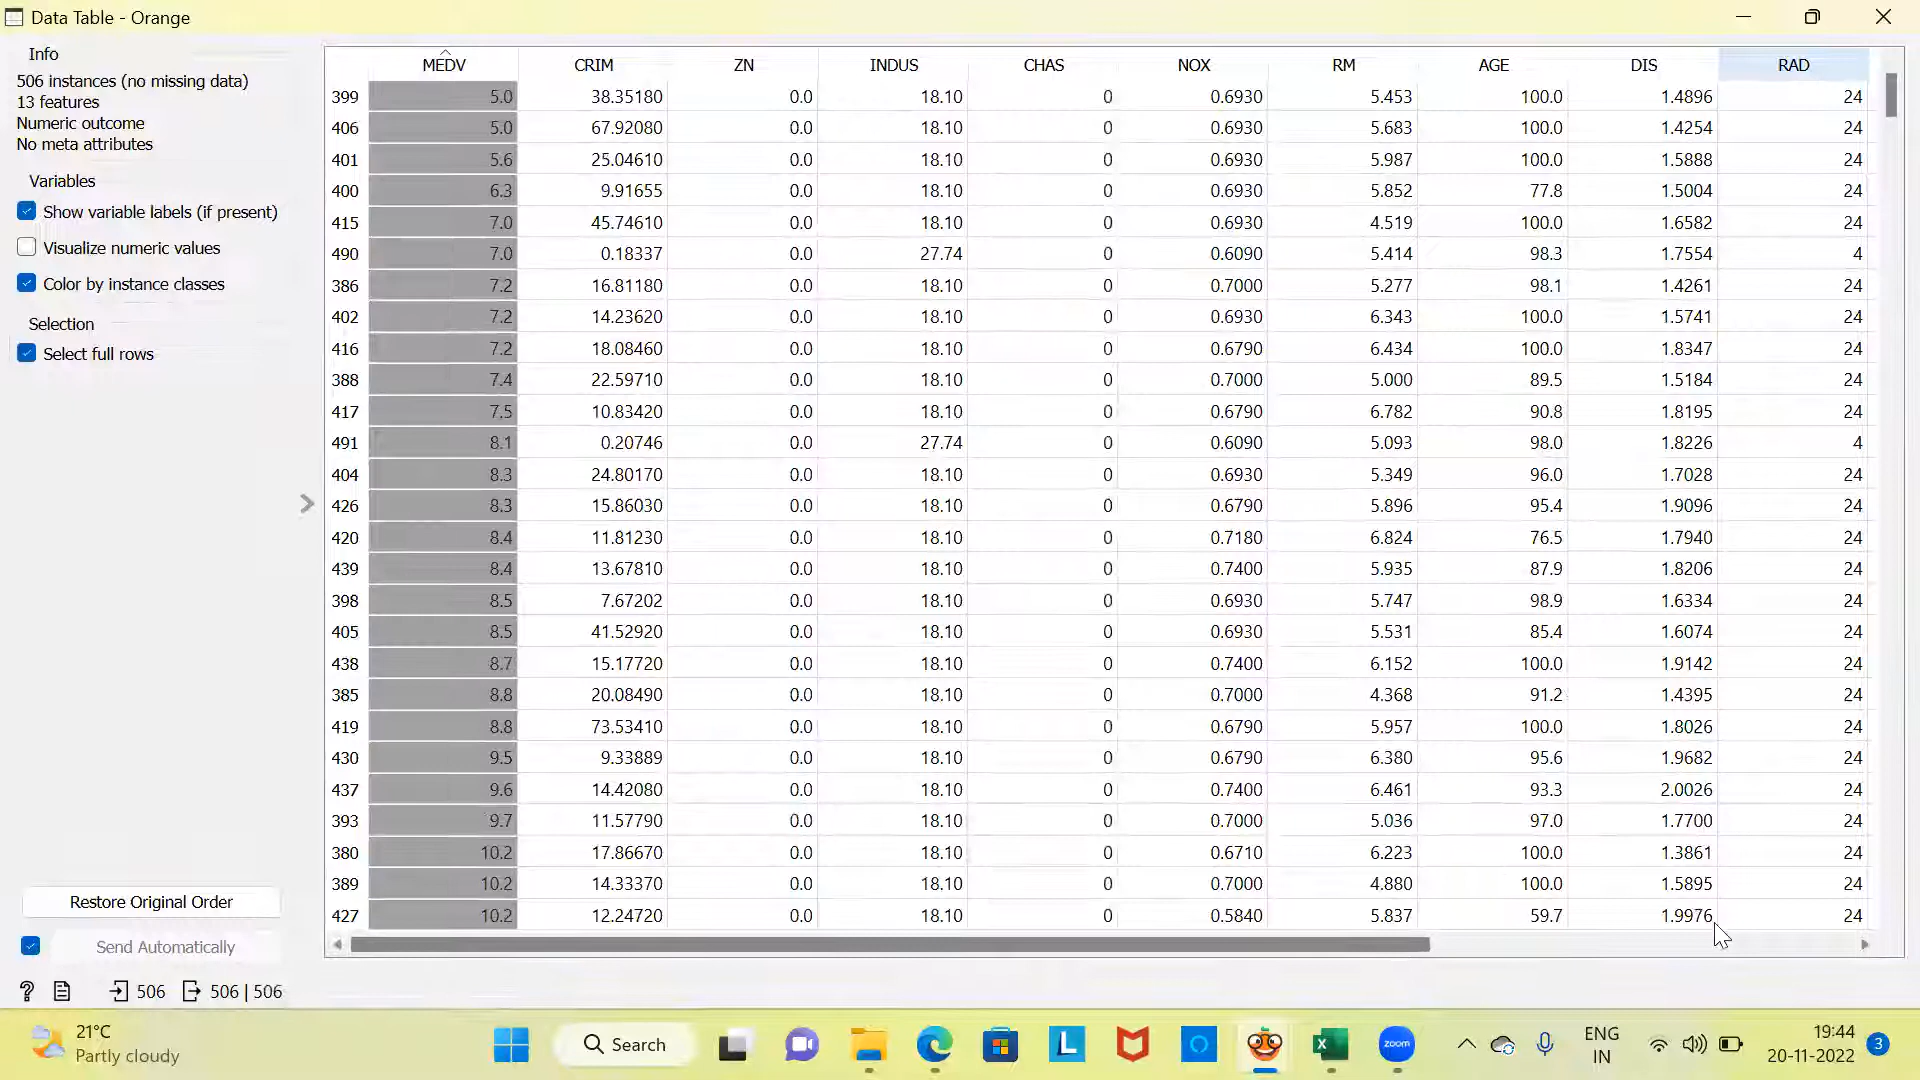 Data Table - Orange
Info
506 instances (no missing data)
13 features
Numeric outcome
No meta attributes
Variables
Show variable labels (if present)
Visualize numeric values
Color by instance classes
Selection
Select full rows
Restore Original Order
Send Automatically
506 506 | 506
MEDV CRIM ZN INDUS CHAS NOX RM AGE DIS RAD
399 5.0 38.35180 0.0 18.10 0 0.6930 5.453 100.0 1.4896 24
406 5.0 67.92080 0.0 18.10 0 0.6930 5.683 100.0 1.4254 24
401 5.6 25.04610 0.0 18.10 0 0.6930 5.987 100.0 1.5888 24
400 6.3 9.91655 0.0 18.10 0 0.6930 5.852 77.8 1.5004 24
415 7.0 45.74610 0.0 18.10 0 0.6930 4.519 100.0 1.6582 24
490 7.0 0.18337 0.0 27.74 0 0.6090 5.414 98.3 1.7554 4
386 7.2 16.81180 0.0 18.10 0 0.7000 5.277 98.1 1.4261 24
402 7.2 14.23620 0.0 18.10 0 0.6930 6.343 100.0 1.5741 24
416 7.2 18.08460 0.0 18.10 0 0.6790 6.434 100.0 1.8347 24
388 7.4 22.59710 0.0 18.10 0 0.7000 5.000 89.5 1.5184 24
417 7.5 10.83420 0.0 18.10 0 0.6790 6.782 90.8 1.8195 24
491 8.1 0.20746 0.0 27.74 0 0.6090 5.093 98.0 1.8226 4
404 8.3 24.80170 0.0 18.10 0 0.6930 5.349 96.0 1.7028 24
426 8.3 15.86030 0.0 18.10 0 0.6790 5.896 95.4 1.9096 24
420 8.4 11.81230 0.0 18.10 0 0.7180 6.824 76.5 1.7940 24
439 8.4 13.67810 0.0 18.10 0 0.7400 5.935 87.9 1.8206 24
398 8.5 7.67202 0.0 18.10 0 0.6930 5.747 98.9 1.6334 24
405 8.5 41.52920 0.0 18.10 0 0.6930 5.531 85.4 1.6074 24
438 8.7 15.17720 0.0 18.10 0 0.7400 6.152 100.0 1.9142 24
385 8.8 20.08490 0.0 18.10 0 0.7000 4.368 91.2 1.4395 24
419 8.8 73.53410 0.0 18.10 0 0.6790 5.957 100.0 1.8026 24
430 9.5 9.33889 0.0 18.10 0 0.6790 6.380 95.6 1.9682 24
437 9.6 14.42080 0.0 18.10 0 0.7400 6.461 93.3 2.0026 24
393 9.7 11.57790 0.0 18.10 0 0.7000 5.036 97.0 1.7700 24
380 10.2 17.86670 0.0 18.10 0 0.6710 6.223 100.0 1.3861 24
389 10.2 14.33370 0.0 18.10 0 0.7000 4.880 100.0 1.5895 24
427 10.2 12.24720 0.0 18.10 0 0.5840 5.837 59.7 1.9976 24
21°C
Partly cloudy
Search
L
zoom
ENG
IN
19:44
20-11-2022
3